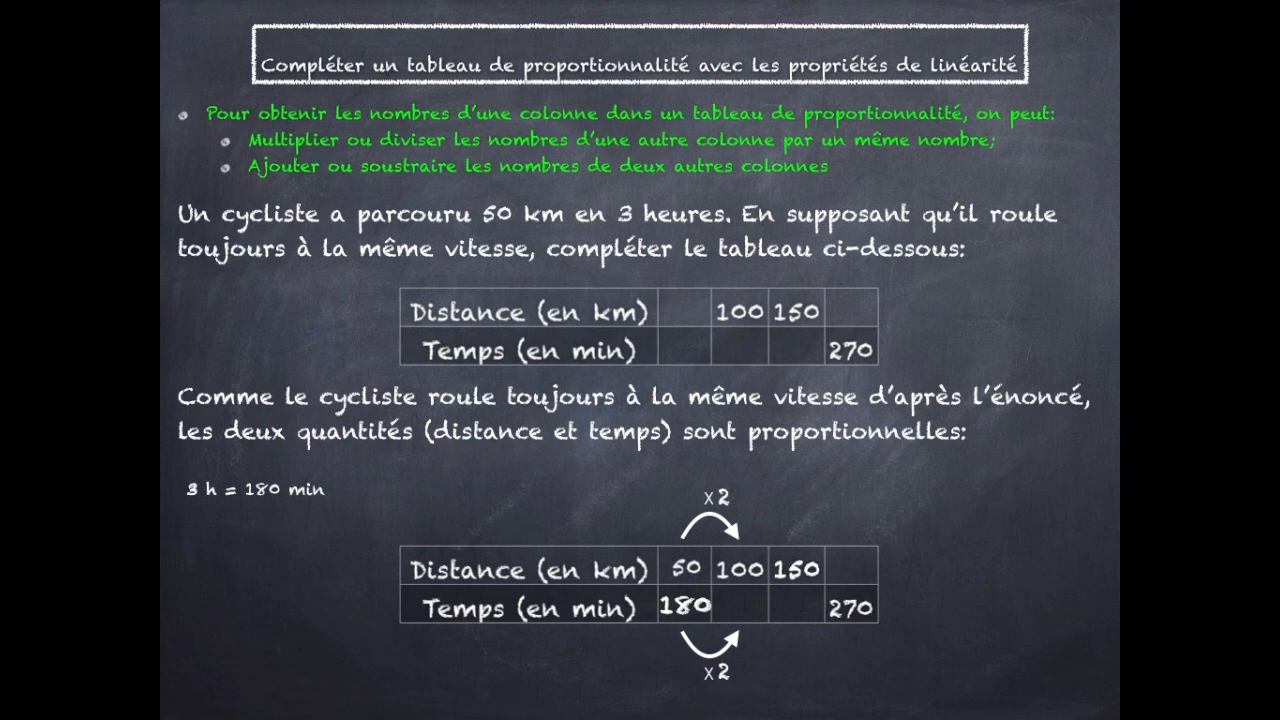 Compléter un tableau de proportionnalité avec les propriétés de linéarité
Pour obtenir les nombres d'une colonne dans un tableau de proportionnalité, on peut:
Multiplier ou diviser les nombres d'une autre colonne par un même nombre;
Ajouter ou soustraire les nombres de deux autres colonnes
Un cycliste a parcouru 50 km en 3 heures. En supposant qu'il roule
toujours à la même vitesse, compléter le tableau ci-dessous:
Distance (en km) 100 150
Temps (en min) 270
Comme le cycliste roule toujours à la même vitesse d'après l'énoncé,
les deux quantités (distance et temps) sont proportionnelles:
3 h = 180 min
x 2
Distance (en km) 50 100 150
Temps (en min) 180 270
x 2